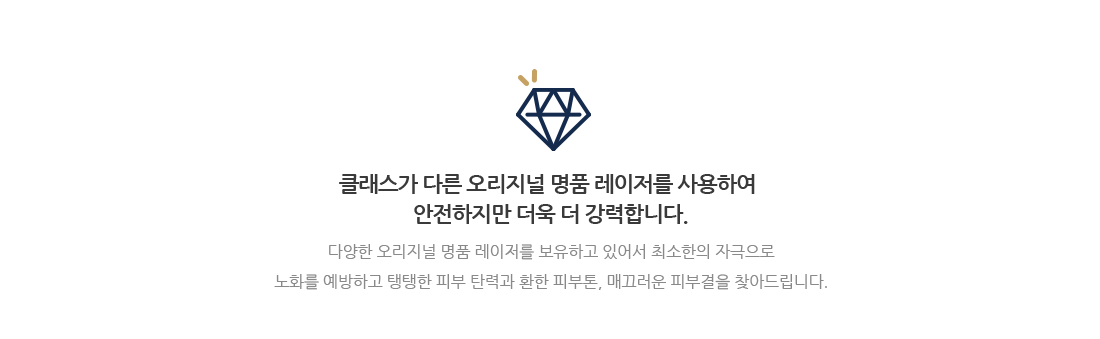 클래스가 다른 오리지널 명품 레이저를 사용하여
안전하지만 더욱 더 강력합니다.
다양한 오리지널 명품 레이저를 보유하고 있어서 최소한의 자극으로
노화를 예방하고 탱탱한 피부 탄력과 환한 피부톤, 매끄러운 피부결을 찾아드립니다.